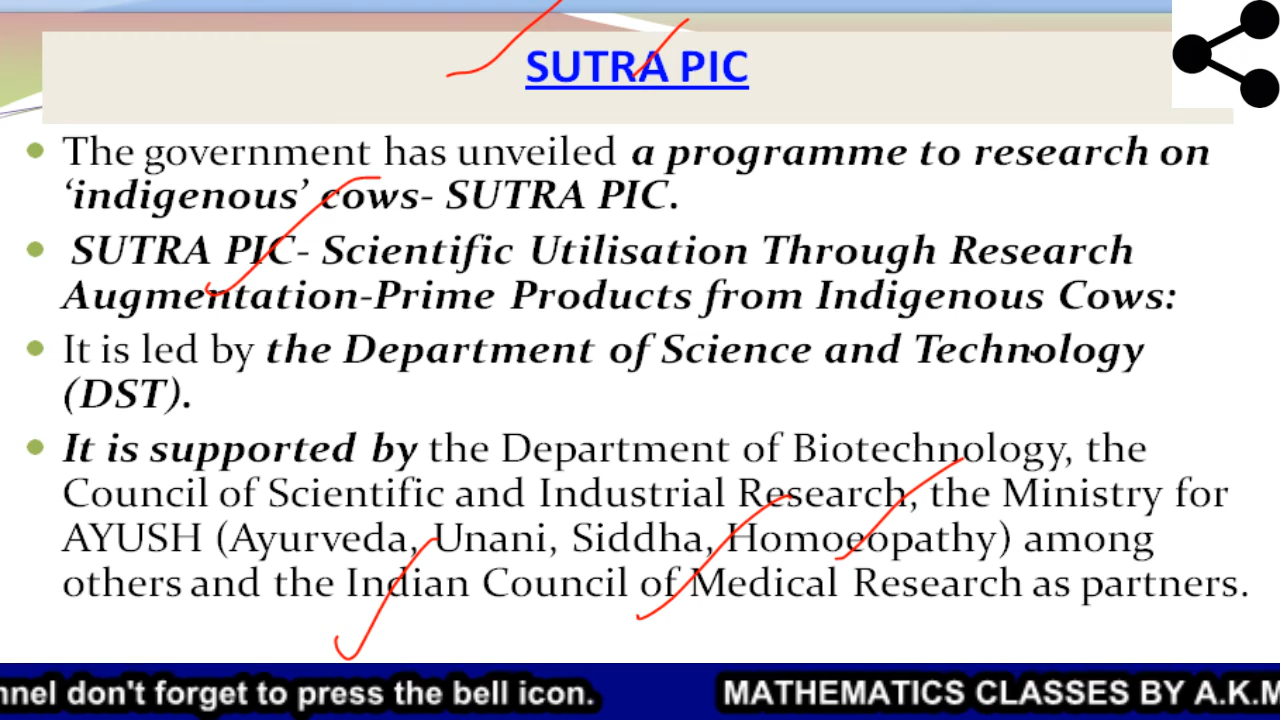 SUTRA PIC
The government has unveiled a programme to research on
‘indigenous’ cows- SUTRA PIC.
SUTRA PIC- Scientific Utilisation Through Research
Augmentation-Prime Products from Indigenous Cows:
It is led by the Department of Science and Technology
(DST).
It is supported by the Department of Biotechnology, the
Council of Scientific and Industrial Research, the Ministry for
AYUSH (Ayurveda, Unani, Siddha, Homoeopathy) among
others and the Indian Council of Medical Research as partners.
nnel don't forget to press the bell icon. MATHEMATICS CLASSES BY A.K.M